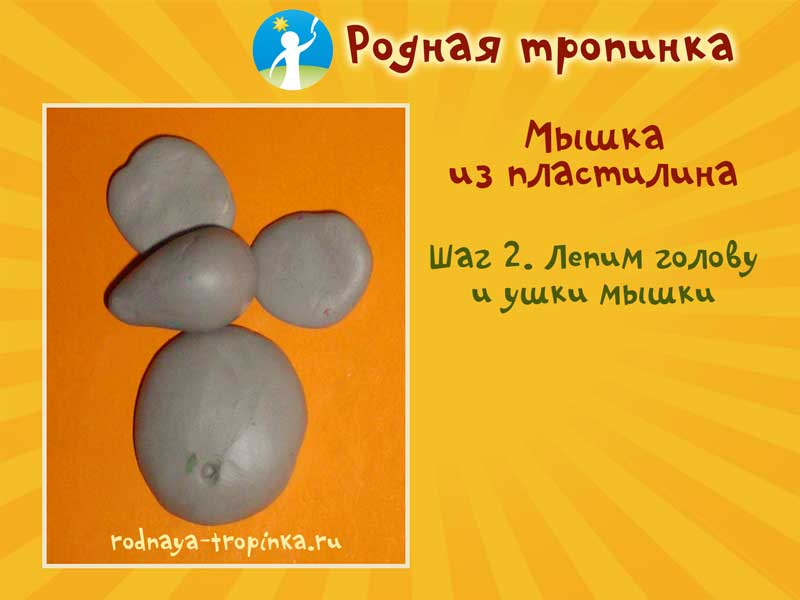 Родная тропинка
Мышка
из пластилина
Шаг 2. Лепим голову
и ушки мышки
rodnaya-tropinka.ru